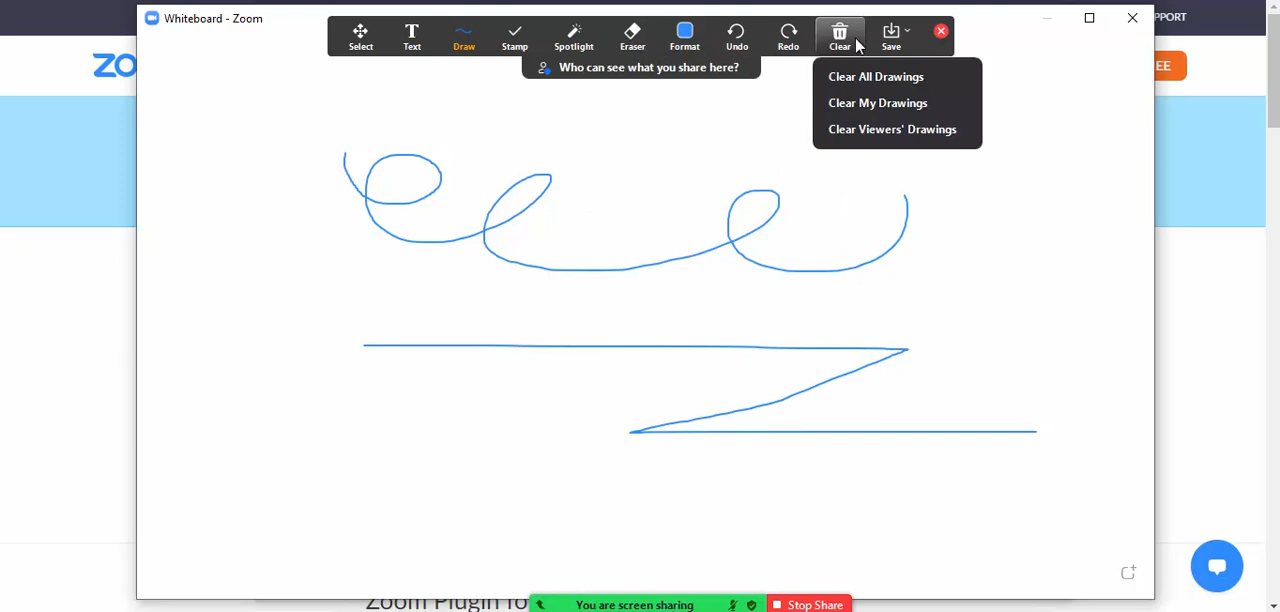 Whiteboard - Zoom
PPORT
Select Text Draw Stamp Spotlight Eraser Format Undo Redo Clear Save
ZO
EE
Who can see what you share here?
Clear All Drawings
Clear My Drawings
Clear Viewers' Drawings
Zoom Plugin fo
You are screen sharing
Stop Share